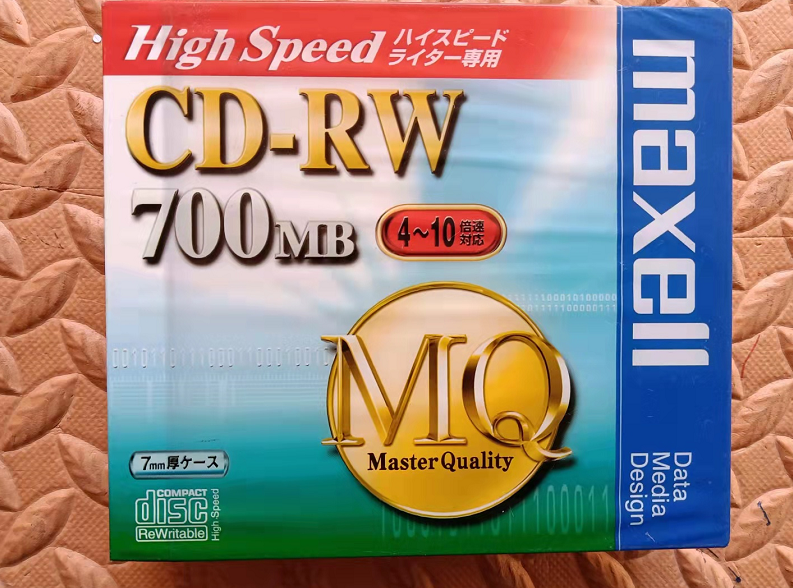 High Speed ハイスピード
ライター専用
CD-RW
700MB
4~10 倍速
対応
MQ
Master Quality
7mm厚ケース
COMPACT
disc
ReWritable
High Speed
maxell
Data
Media
Design